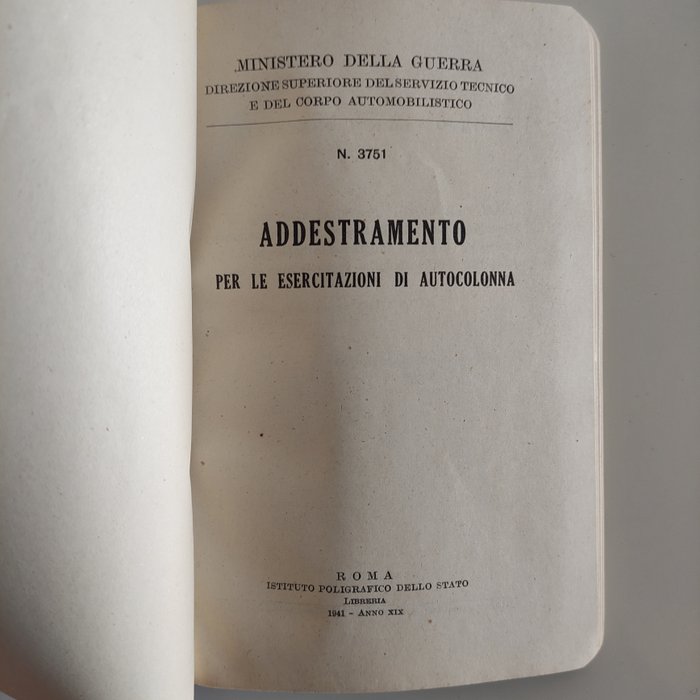 MINISTERO DELLA GUERRA
DIREZIONE SUPERIORE DEL SERVIZIO TECNICO
E DEL CORPO AUTOMOBILISTICO
N. 3751
ADDESTRAMENTO
PER LE ESERCITAZIONI DI AUTOCOLONNA
ROMA
ISTITUTO POLIGRAFICO DELLO STATO
LIBRERIA
1941 - ANNO XIX